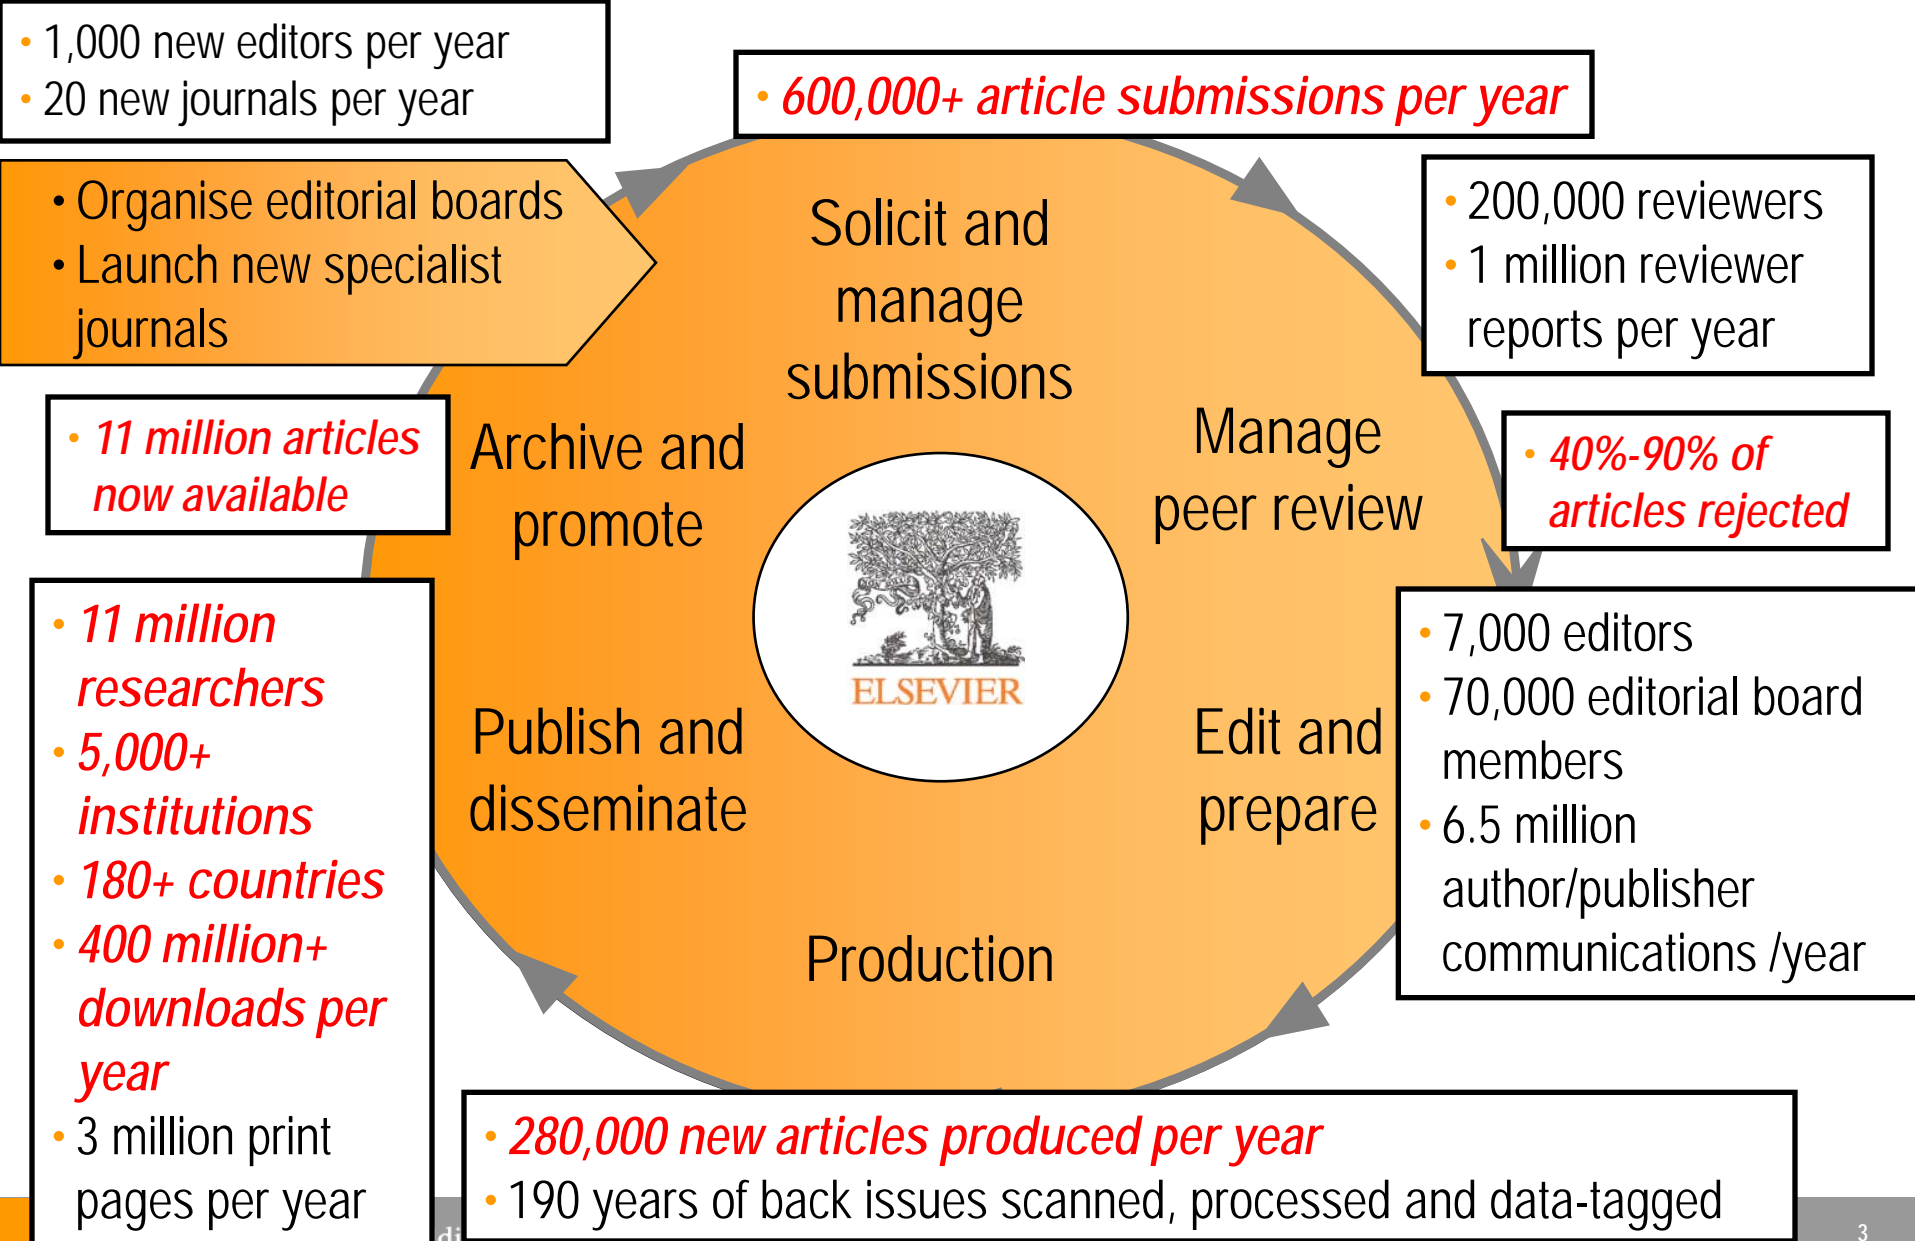 • 1,000 new editors per year
• 20 new journals per year
• 600,000+ article submissions per year
• Organise editorial boards
• Launch new specialist
journals
Solicit and
manage
submissions
• 200,000 reviewers
• 1 million reviewer
reports per year
• 11 million articles
now available
Archive and
promote
Manage
peer review
• 40%-90% of
articles rejected
ELSEVIER
• 11 million
researchers
• 5,000+
institutions
• 180+ countries
• 400 million+
downloads per
year
• 3 million print
pages per year
Publish and
disseminate
Edit and
prepare
• 7,000 editors
• 70,000 editorial board
members
• 6.5 million
author/publisher
communications /year
Production
• 280,000 new articles produced per year
• 190 years of back issues scanned, processed and data-tagged
3